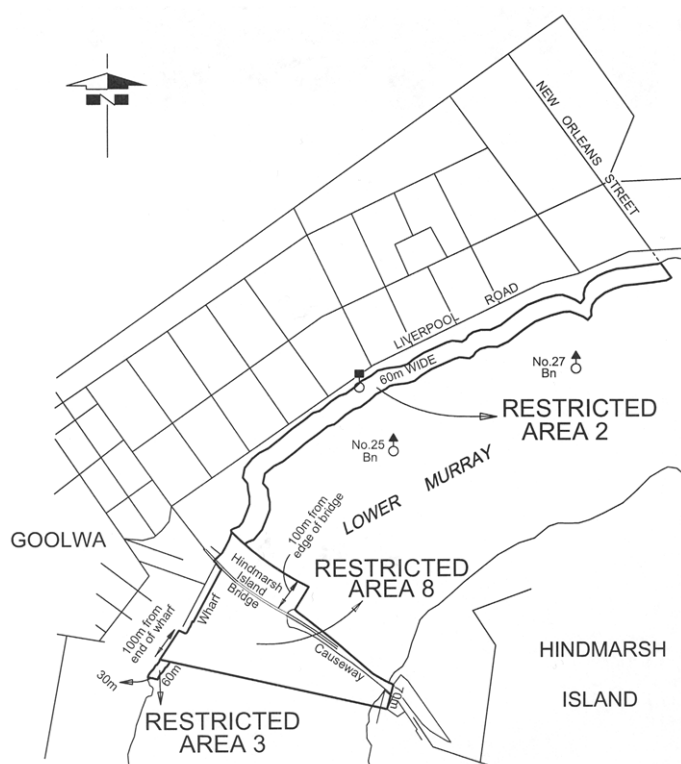 N
NEW ORLEANS STREET
LIVERPOOL ROAD
60m WIDE
No.27
Bn
RESTRICTED
AREA 2
No.25
Bn
LOWER MURRAY
GOOLWA
100m from
edge of bridge
Hindmarsh
Island
Bridge
RESTRICTED
AREA 8
Wharf
100m from
end of wharf
Causeway
HINDMARSH
ISLAND
30m
60m
70m
RESTRICTED
AREA 3